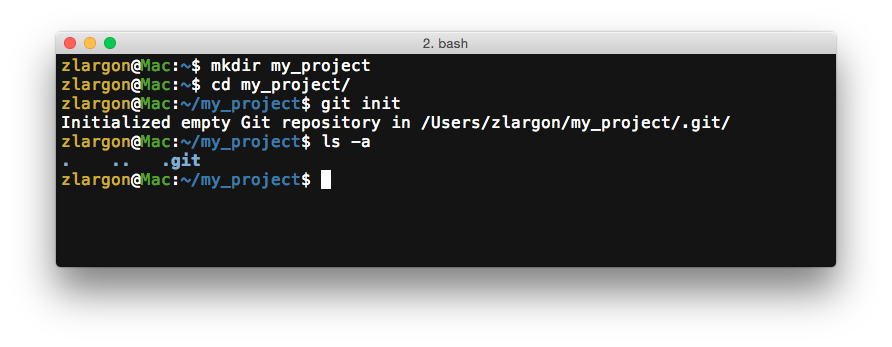 2. bash
zlargon@Mac:~$ mkdir my_project
zlargon@Mac:~$ cd my_project/
zlargon@Mac:~/my_project$ git init
Initialized empty Git repository in /Users/zlargon/my_project/.git/
zlargon@Mac:~/my_project$ ls -a
.    ..   .git
zlargon@Mac:~/my_project$